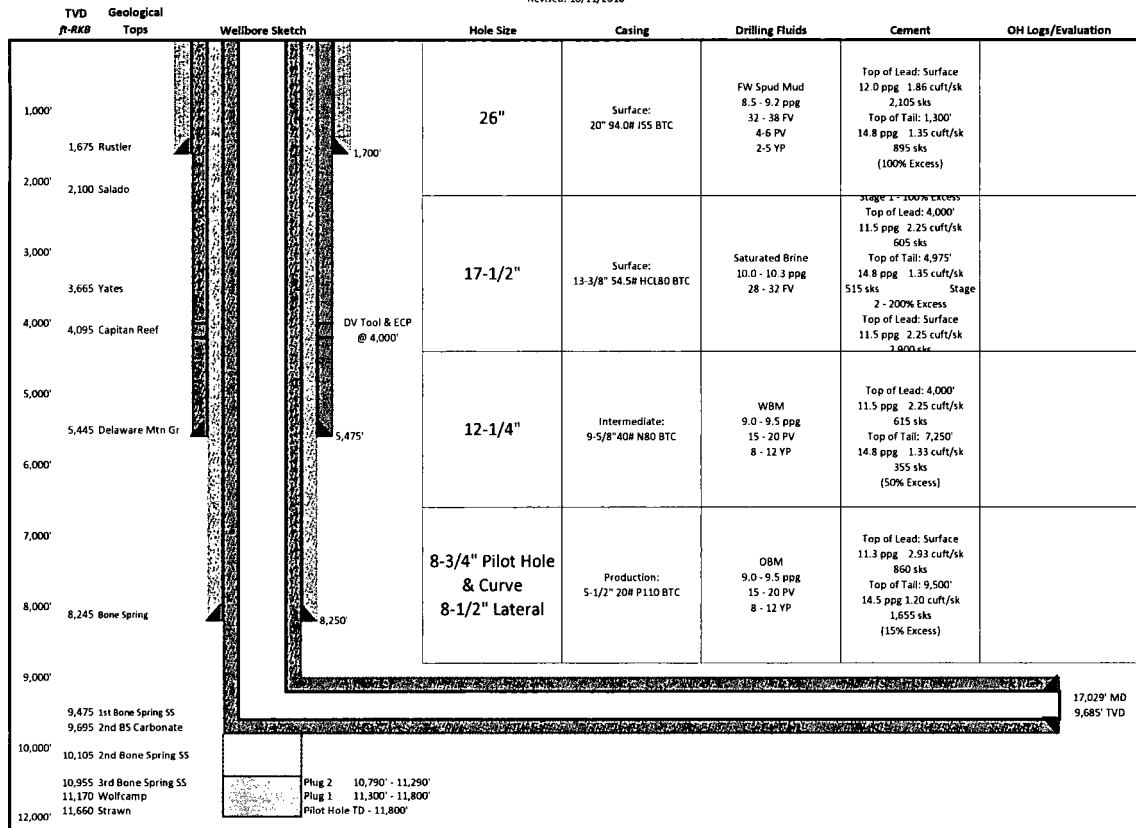 Revised: 10/11/2018
TVD Geological
ft-RKB Tops Wellbore Sketch Hole Size Casing Drilling Fluids Cement OH Logs/Evaluation
1,000'
1,675 Rustler
2,000'
2,100 Salado
3,000'
3,665 Yates
4,000'
4,095 Capitan Reef
5,000'
5,445 Delaware Mtn Gr
6,000'
7,000'
8,000'
8,245 Bone Spring
9,000'
9,475 1st Bone Spring SS
9,695 2nd BS Carbonate
10,000'
10,105 2nd Bone Spring SS
10,955 3rd Bone Spring SS
11,170 Wolfcamp
11,660 Strawn
12,000'
1,700'
DV Tool & ECP
@ 4,000'
5,475'
8,250'
17,029' MD
9,685' TVD
Plug 2 10,790' - 11,290'
Plug 1 11,300' - 11,800'
Pilot Hole TD - 11,800'
26"
Surface:
20" 94.0# J55 BTC
FW Spud Mud
8.5 - 9.2 ppg
32 - 38 FV
4-6 PV
2-5 YP
Top of Lead: Surface
12.0 ppg 1.86 cuft/sk
2,105 sks
Top of Tail: 1,300'
14.8 ppg 1.35 cuft/sk
895 sks
(100% Excess)
17-1/2"
Surface:
13-3/8" 54.5# HCL80 BTC
Saturated Brine
10.0 - 10.3 ppg
28 - 32 FV
Stage 1 - 100% Excess
Top of Lead: 4,000'
11.5 ppg 2.25 cuft/sk
605 sks
Top of Tail: 4,975'
14.8 ppg 1.35 cuft/sk
515 sks Stage
2 - 200% Excess
Top of Lead: Surface
11.5 ppg 2.25 cuft/sk
2,900 sks
12-1/4"
Intermediate:
9-5/8"40# N80 BTC
WBM
9.0 - 9.5 ppg
15 - 20 PV
8 - 12 YP
Top of Lead: 4,000'
11.5 ppg 2.25 cuft/sk
615 sks
Top of Tail: 7,250'
14.8 ppg 1.33 cuft/sk
355 sks
(50% Excess)
8-3/4" Pilot Hole
& Curve
8-1/2" Lateral
Production:
5-1/2" 20# P110 BTC
OBM
9.0 - 9.5 ppg
15 - 20 PV
8 - 12 YP
Top of Lead: Surface
11.3 ppg 2.93 cuft/sk
860 sks
Top of Tail: 9,500'
14.5 ppg 1.20 cuft/sk
1,655 sks
(15% Excess)